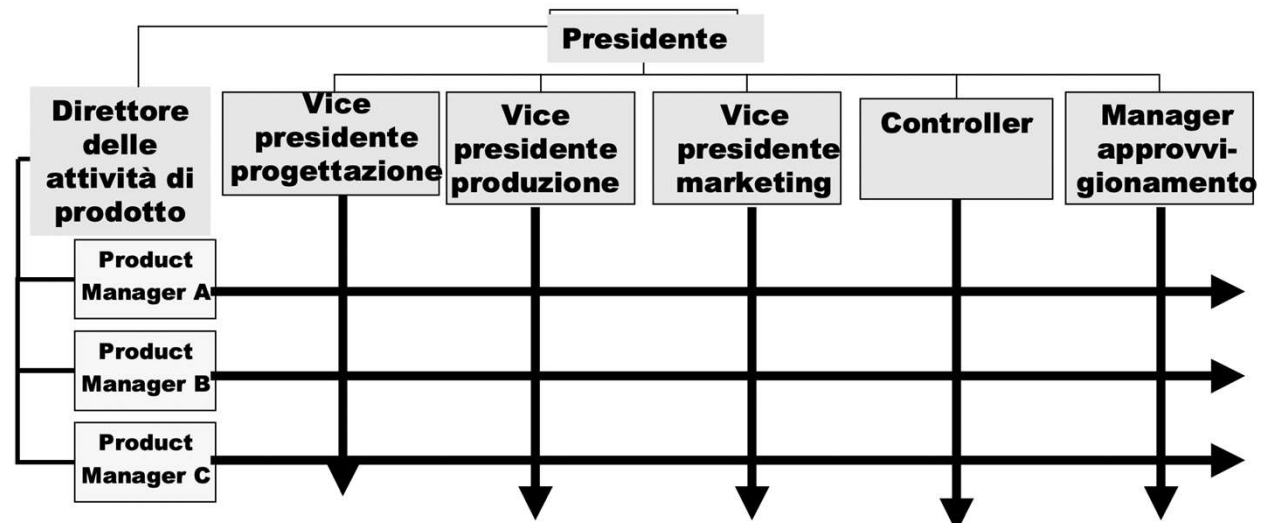 Presidente
Direttore
delle
attività di
prodotto
Vice
presidente
progettazione
Vice
presidente
produzione
Vice
presidente
marketing
Controller
Manager
approvvi-
gionamento
Product
Manager A
Product
Manager B
Product
Manager C